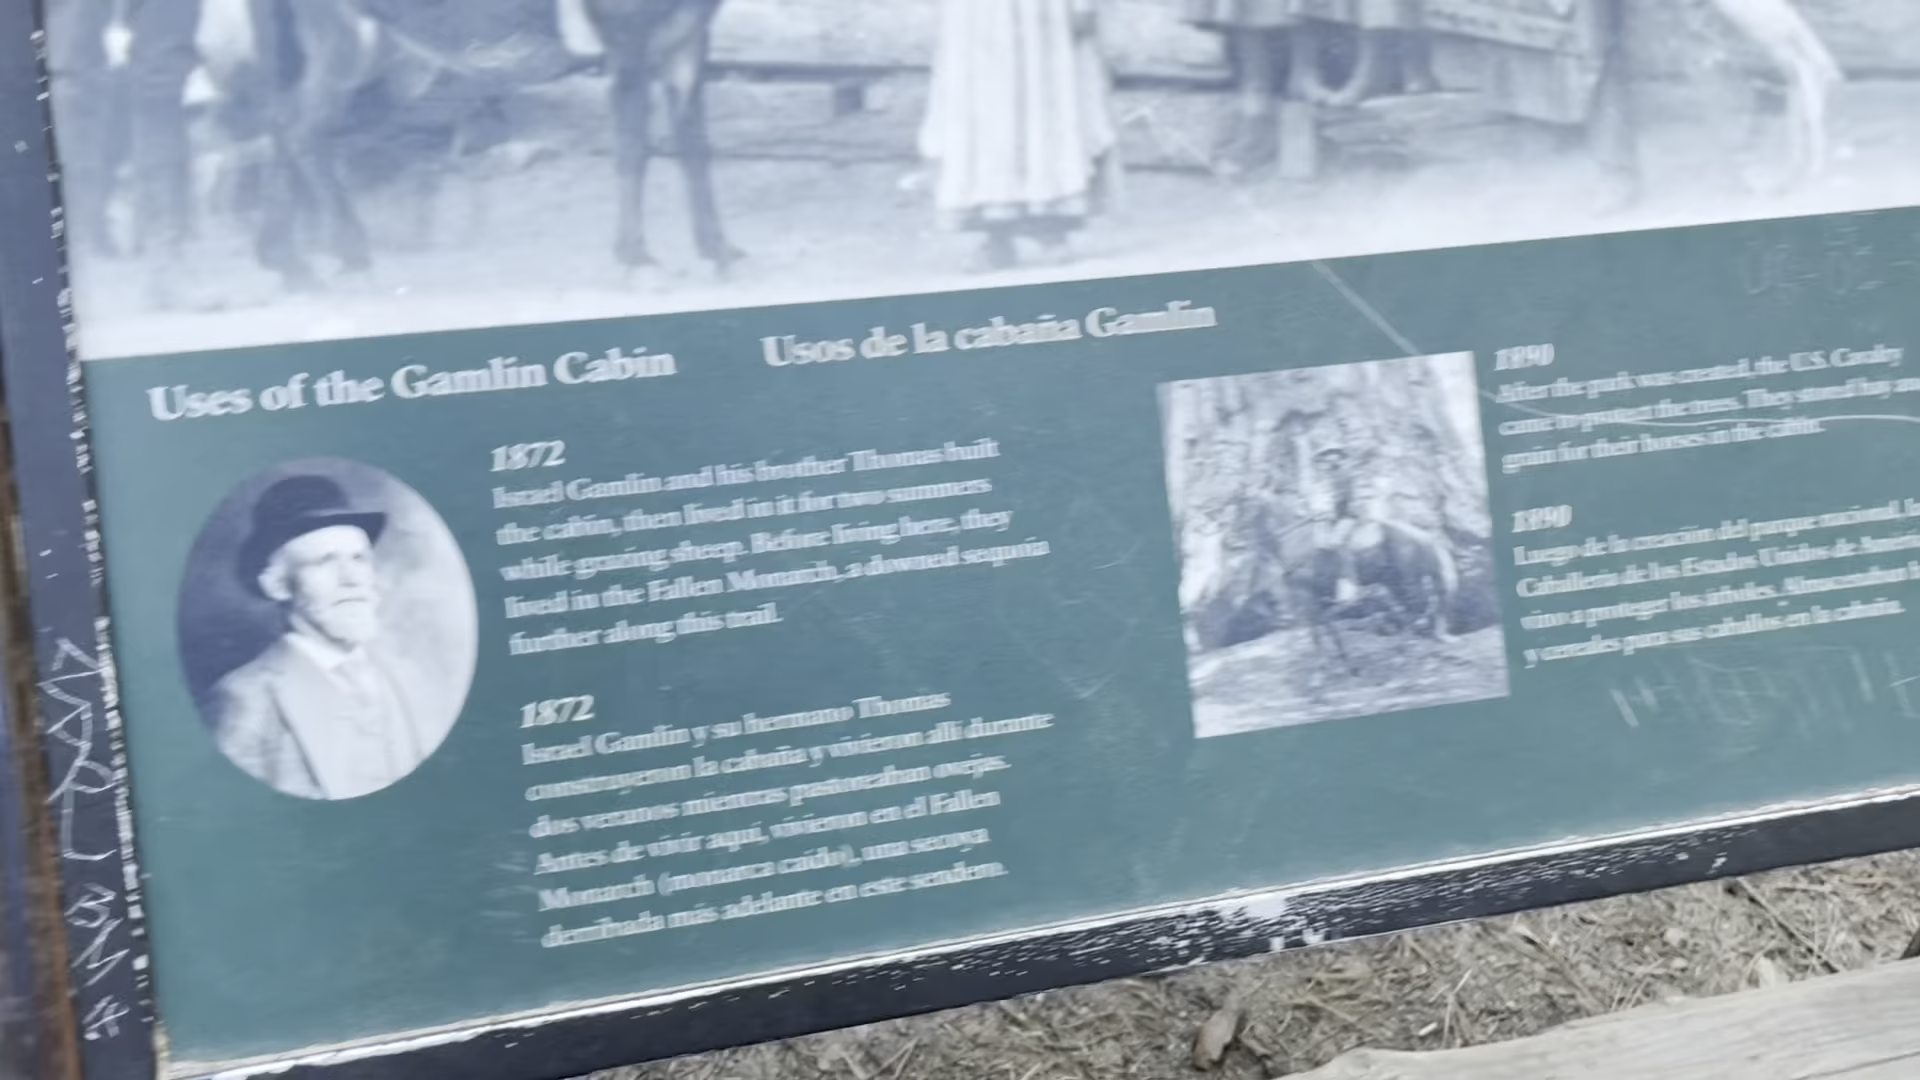 Uses of the Gamlin Cabin
Usos de la cabaña Gamlin
1872
Israel Gamlin and his brother Thomas built
the cabin, then lived in it for two summers
while grazing sheep. Before living here, they
lived in the Fallen Monarch, a downed sequoia
further along this trail.
1872
Israel Gamlin y su hermano Thomas
construyeron la cabaña y vivieron allí durante
dos veranos mientras pastoreaban ovejas.
Antes de vivir aquí, vivieron en el Fallen
Monarch (monarca caído), una secoya
derribada más adelante en este sendero.
1890
After the park was created, the U.S. Cavalry
came to protect the trees. They stored hay and
grain for their horses in the cabin.
1890
Luego de la creación del parque nacional, la
Caballería de los Estados Unidos de
vino a proteger los árboles. Almacenaban
y cereales para sus caballos en la cabaña.